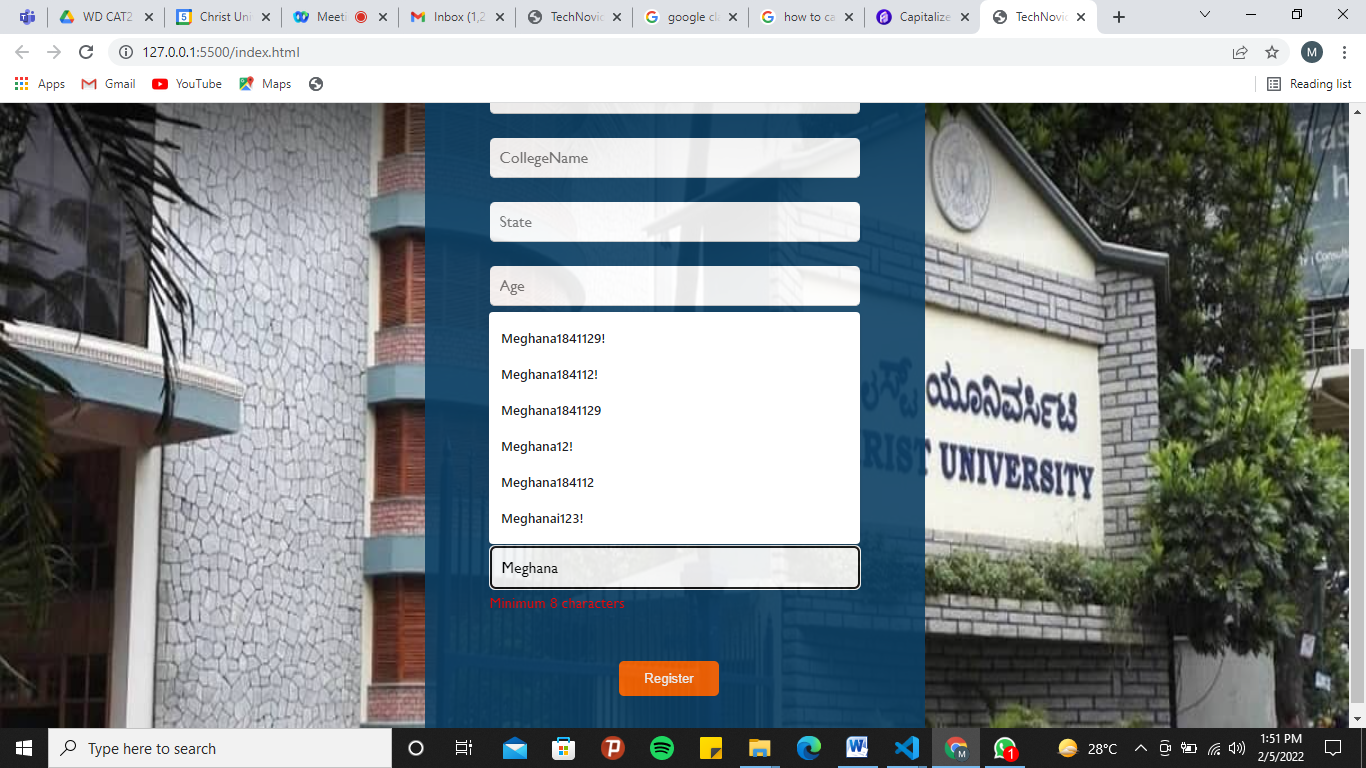 WD CAT2
Christ Uni
Meeti
Inbox (1,2
TechNovic
google cla
how to ca
Capitalize
TechNovic
127.0.0.1:5500/index.html
M
Apps
Gmail
YouTube
Maps
Reading list
CollegeName
State
Age
Meghana1841129!
Meghana184112!
Meghana1841129
Meghana12!
Meghana184112
Meghanai123!
Meghana
Minimum 8 characters
Register
ಯೂನಿವರ್ಸಿಟಿ
RIST UNIVERSITY
Type here to search
1
28°C
1:51 PM
2/5/2022